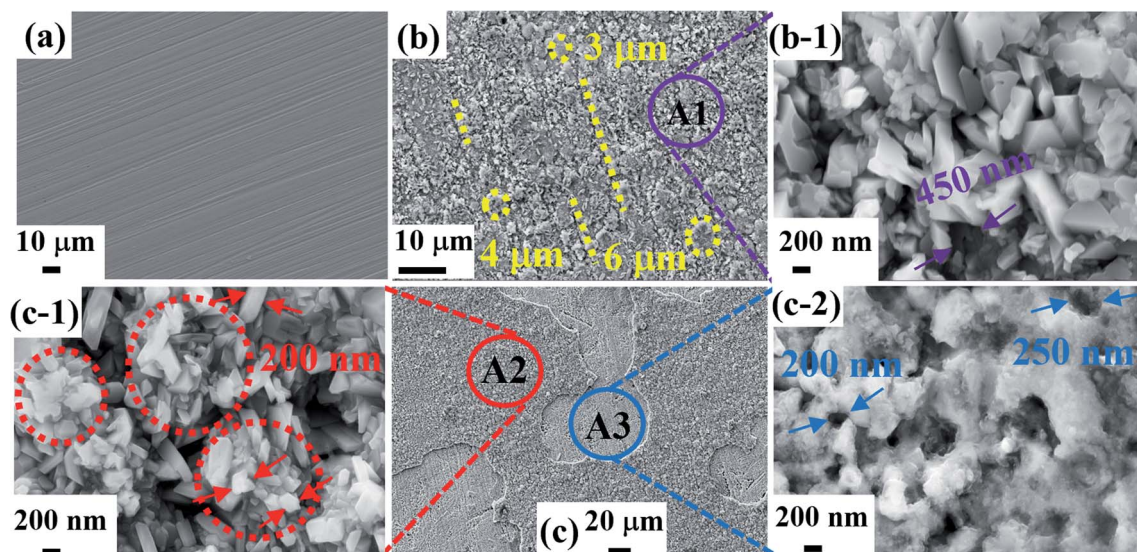 (a)
10 μm
(b)
3 μm
A1
4 μm
6 μm
10 μm
(b-1)
450 nm
200 nm
(c-1)
200 nm
200 nm
A2
A3
(c)
20 μm
(c-2)
200 nm
250 nm
200 nm